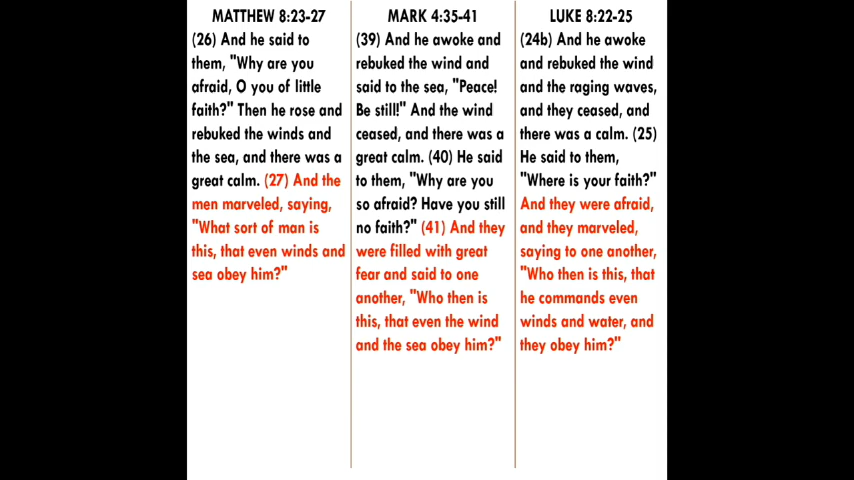 MATTHEW 8:23-27
(26) And he said to
them, "Why are you
afraid, O you of little
faith?" Then he rose and
rebuked the winds and
the sea, and there was a
great calm. (27) And the
men marveled, saying,
"What sort of man is
this, that even winds and
sea obey him?"
MARK 4:35-41
(39) And he awoke and
rebuked the wind and
said to the sea, "Peace!
Be still!" And the wind
ceased, and there was a
great calm. (40) He said
to them, "Why are you
so afraid? Have you still
no faith?" (41) And they
were filled with great
fear and said to one
another, "Who then is
this, that even the wind
and the sea obey him?"
LUKE 8:22-25
(24b) And he awoke
and rebuked the wind
and the raging waves,
and they ceased, and
there was a calm. (25)
He said to them,
"Where is your faith?"
And they were afraid,
and they marveled,
saying to one another,
"Who then is this, that
he commands even
winds and water, and
they obey him?"